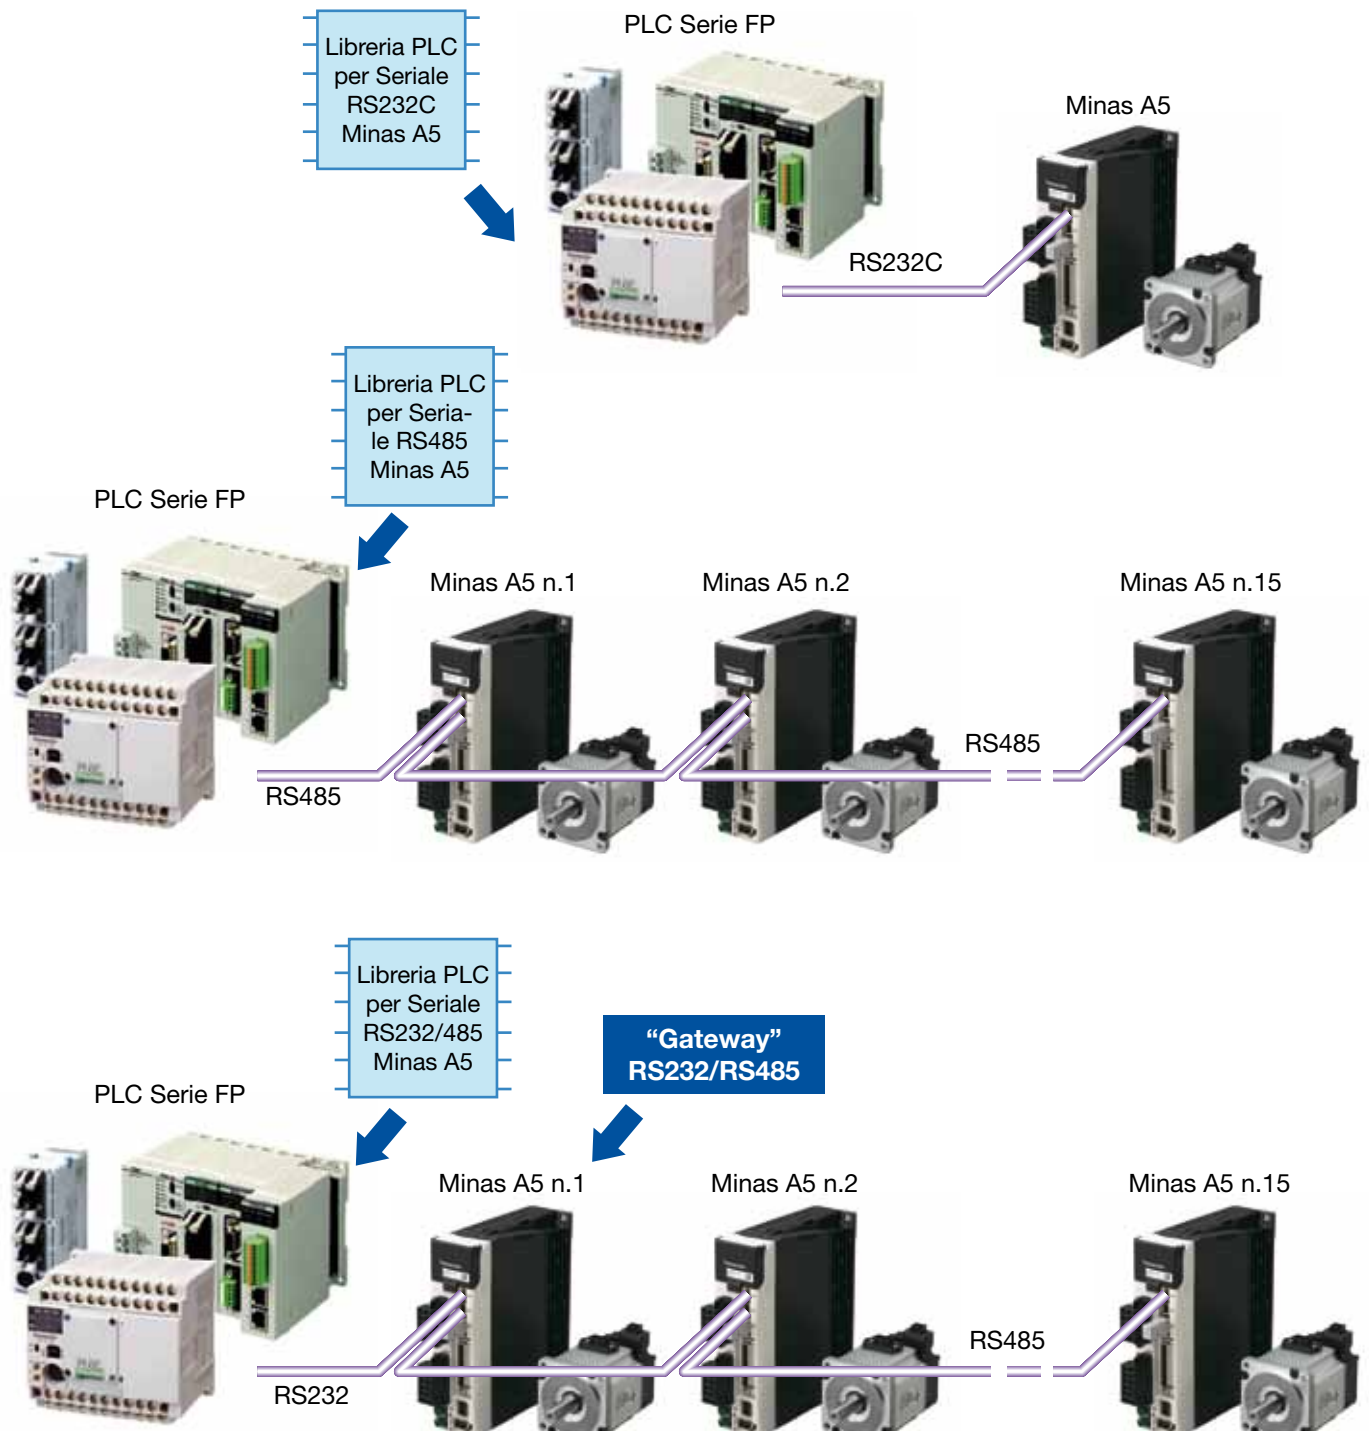 PLC Serie FP
Libreria PLC
per Seriale
RS232C
Minas A5
Minas A5
RS232C
Libreria PLC
per Seria-
le RS485
Minas A5
PLC Serie FP
Minas A5 n.1
Minas A5 n.2
Minas A5 n.15
RS485
RS485
Libreria PLC
per Seriale
RS232/485
Minas A5
“Gateway”
RS232/RS485
PLC Serie FP
Minas A5 n.1
Minas A5 n.2
Minas A5 n.15
RS485
RS232